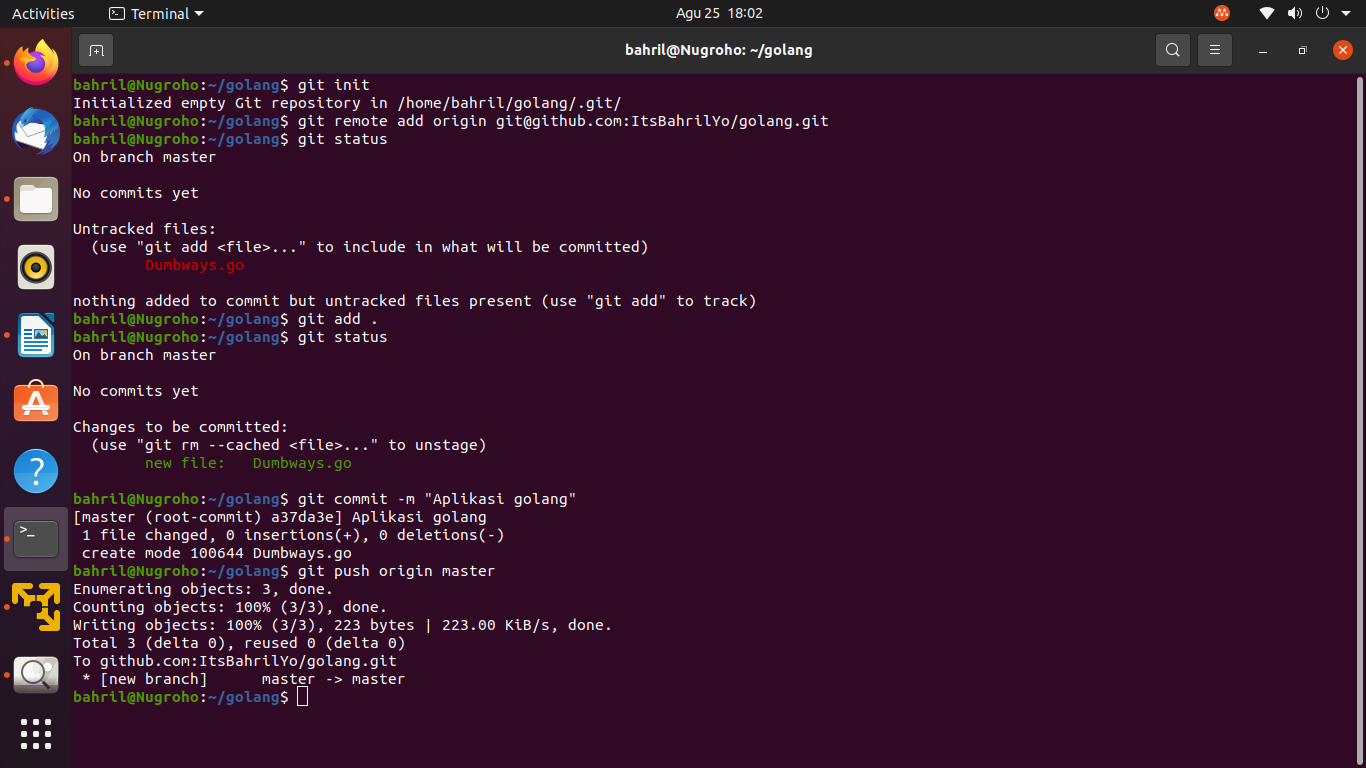 Activities
Terminal
Agu 25 18:02
bahril@Nugroho: ~/golang
bahril@Nugroho:~/golang$ git init
Initialized empty Git repository in /home/bahril/golang/.git/
bahril@Nugroho:~/golang$ git remote add origin git@github.com:ItsBahrilYo/golang.git
bahril@Nugroho:~/golang$ git status
On branch master
No commits yet
Untracked files:
(use "git add <file>..." to include in what will be committed)
Dumbways.go
nothing added to commit but untracked files present (use "git add" to track)
bahril@Nugroho:~/golang$ git add .
bahril@Nugroho:~/golang$ git status
On branch master
No commits yet
Changes to be committed:
(use "git rm --cached <file>..." to unstage)
new file:   Dumbways.go
bahril@Nugroho:~/golang$ git commit -m "Aplikasi golang"
[master (root-commit) a37da3e] Aplikasi golang
1 file changed, 0 insertions(+), 0 deletions(-)
create mode 100644 Dumbways.go
bahril@Nugroho:~/golang$ git push origin master
Enumerating objects: 3, done.
Counting objects: 100% (3/3), done.
Writing objects: 100% (3/3), 223 bytes | 223.00 KiB/s, done.
Total 3 (delta 0), reused 0 (delta 0)
To github.com:ItsBahrilYo/golang.git
* [new branch]      master -> master
bahril@Nugroho:~/golang$